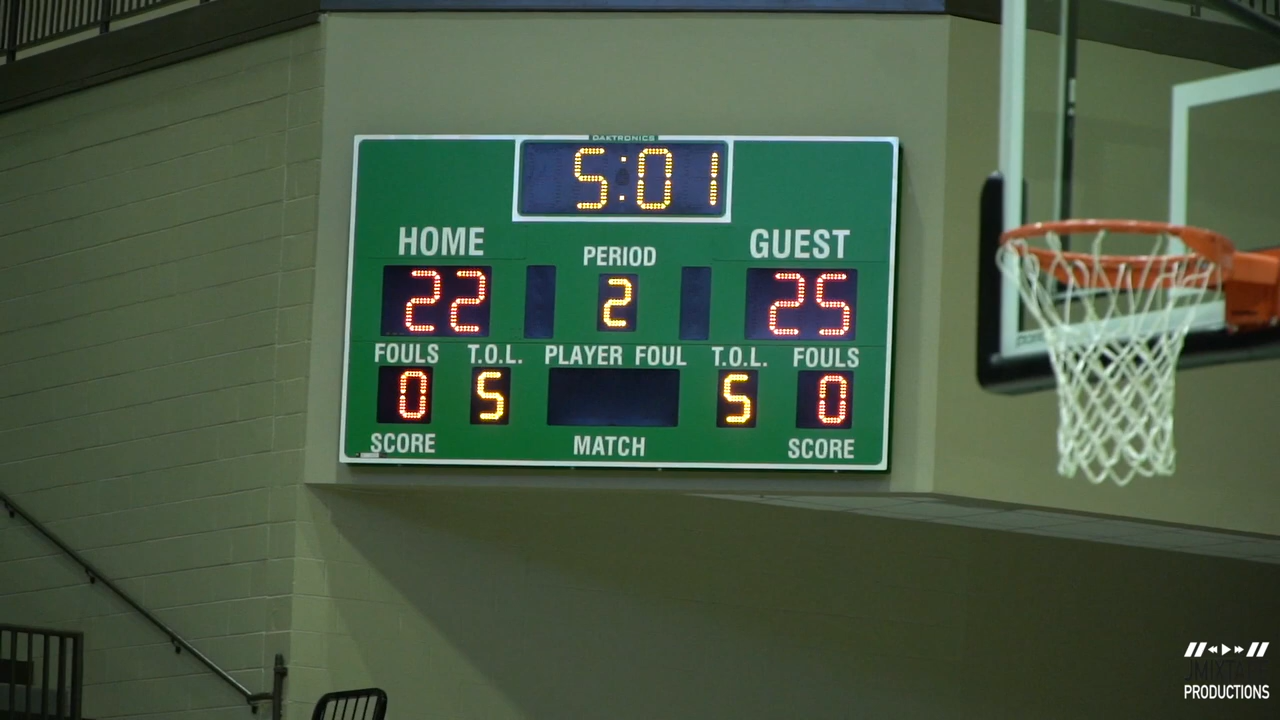 DAKTRONICS
5:01
HOME
PERIOD
GUEST
22
2
25
FOULS T.O.L. PLAYER FOUL T.O.L. FOULS
0 5 5 0
SCORE MATCH SCORE
JMIXTAPE
PRODUCTIONS